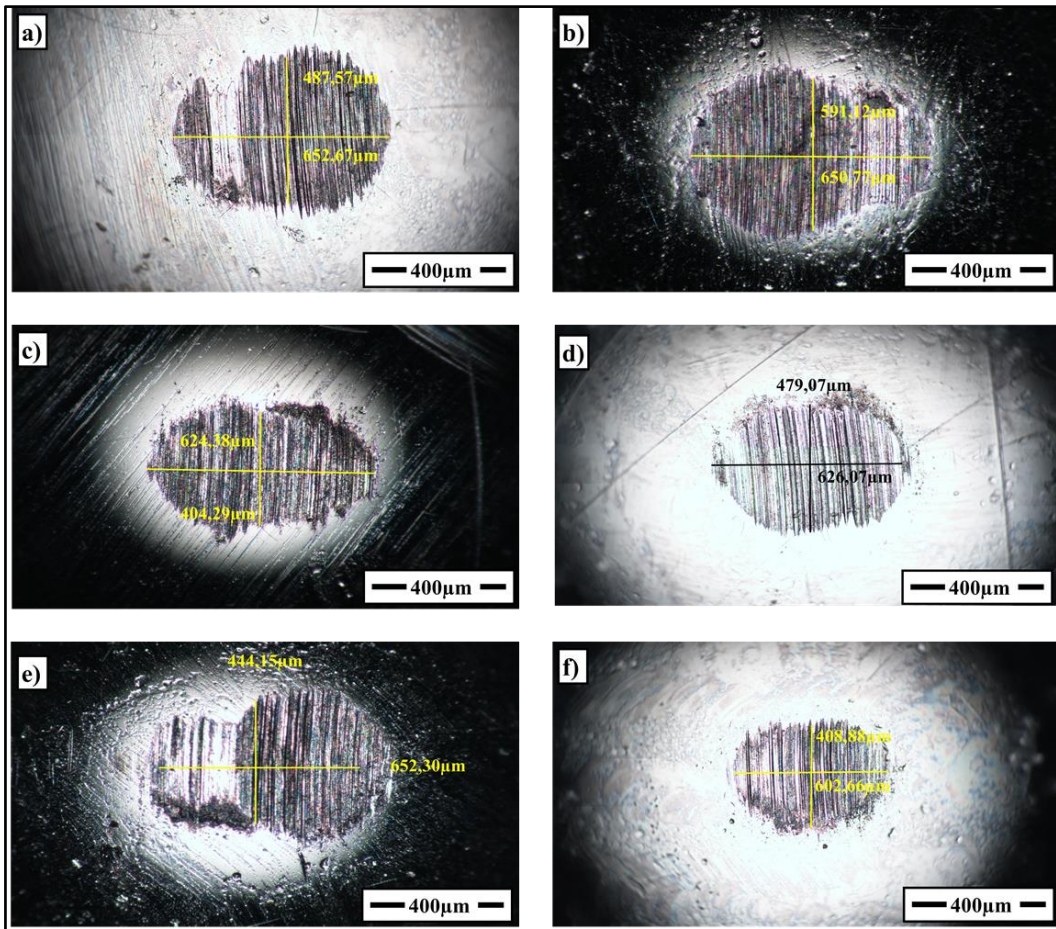 a)
487,57µm
652,67µm
400µm
b)
591,12µm
650,77µm
400µm
c)
624,38µm
404,29µm
400µm
d)
479,07µm
626,07µm
400µm
e)
444,15µm
652,30µm
400µm
f)
408,88µm
602,66µm
400µm